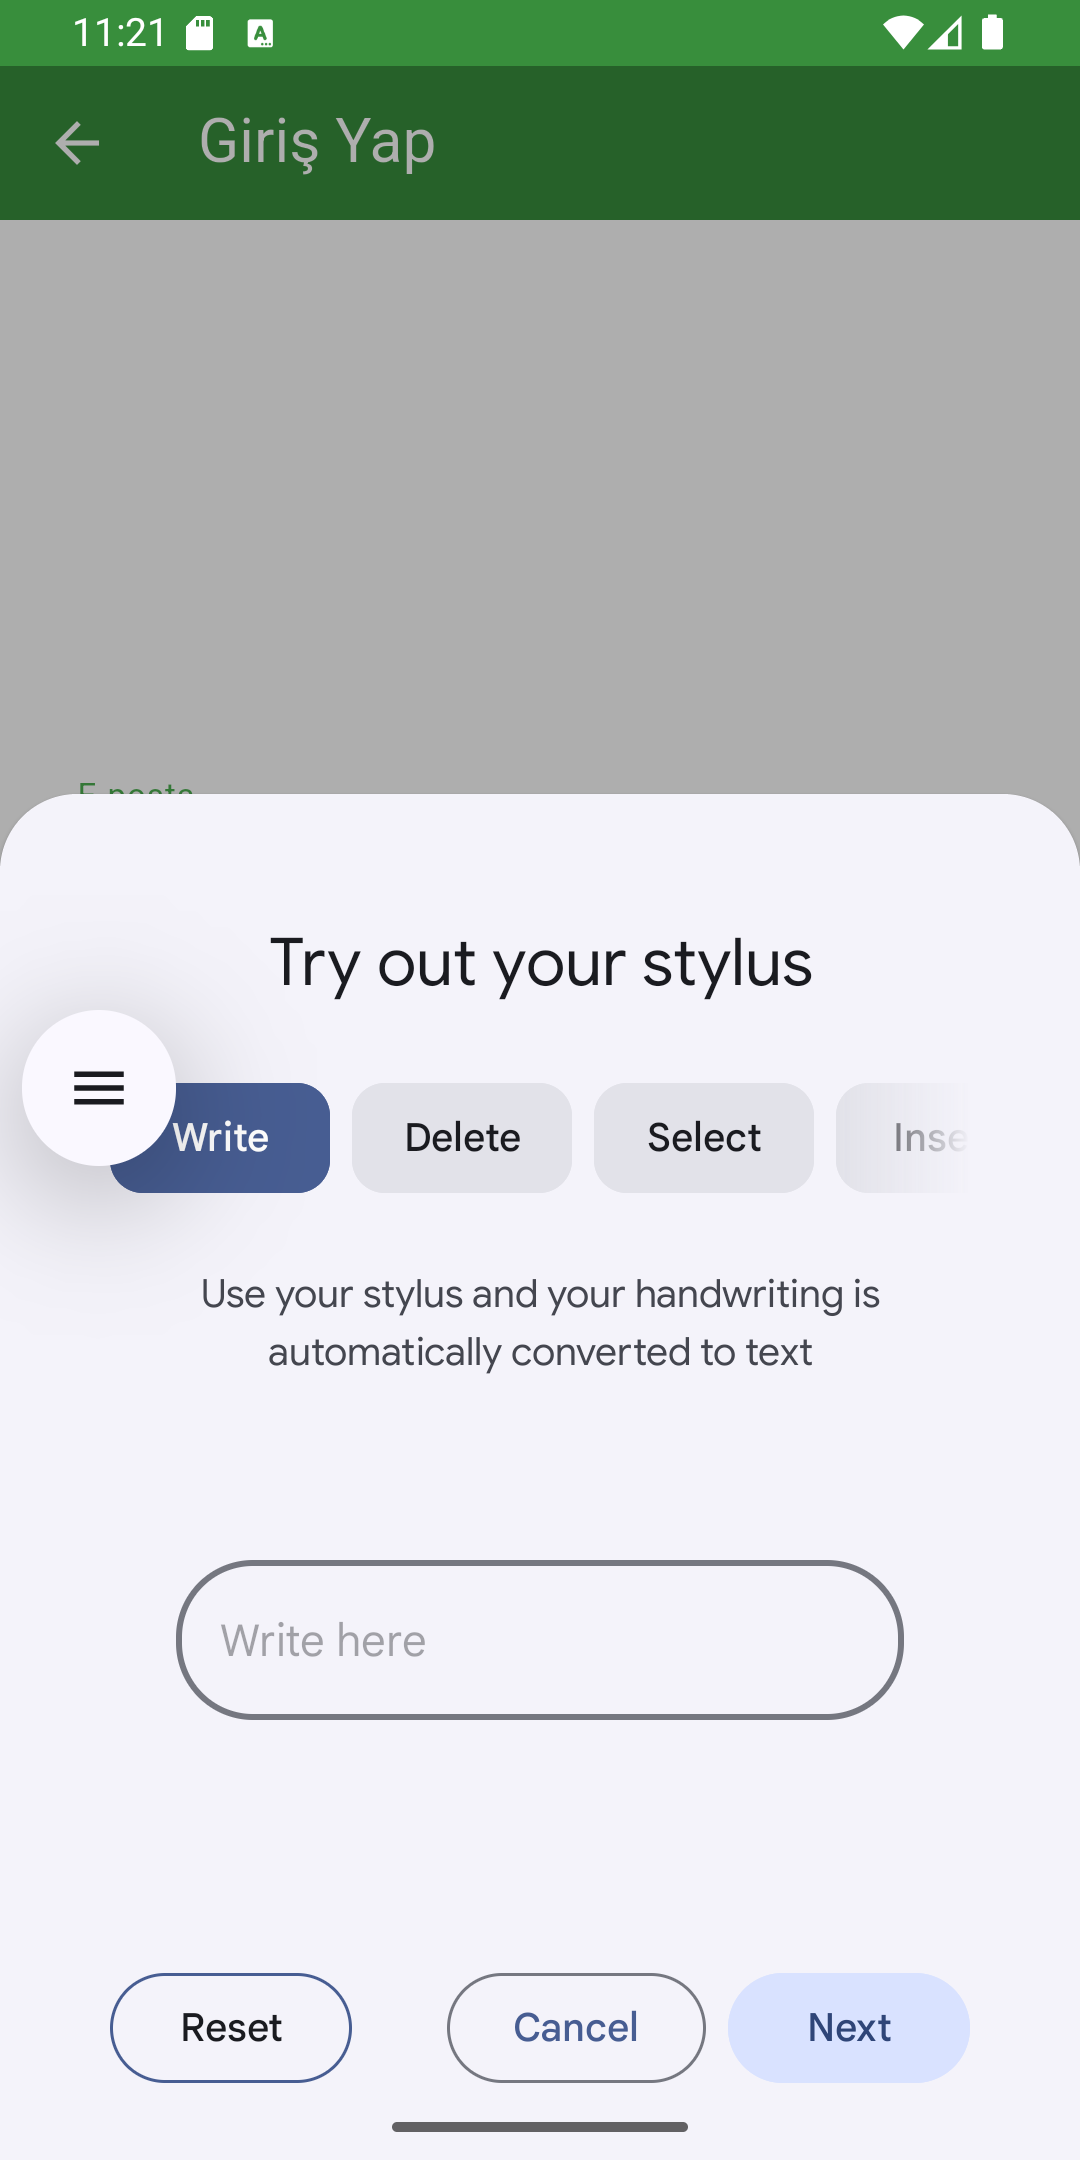 11:21
Giriş Yap
Try out your stylus
Write
Delete
Select
Inse
Use your stylus and your handwriting is
automatically converted to text
Write here
Reset
Cancel
Next